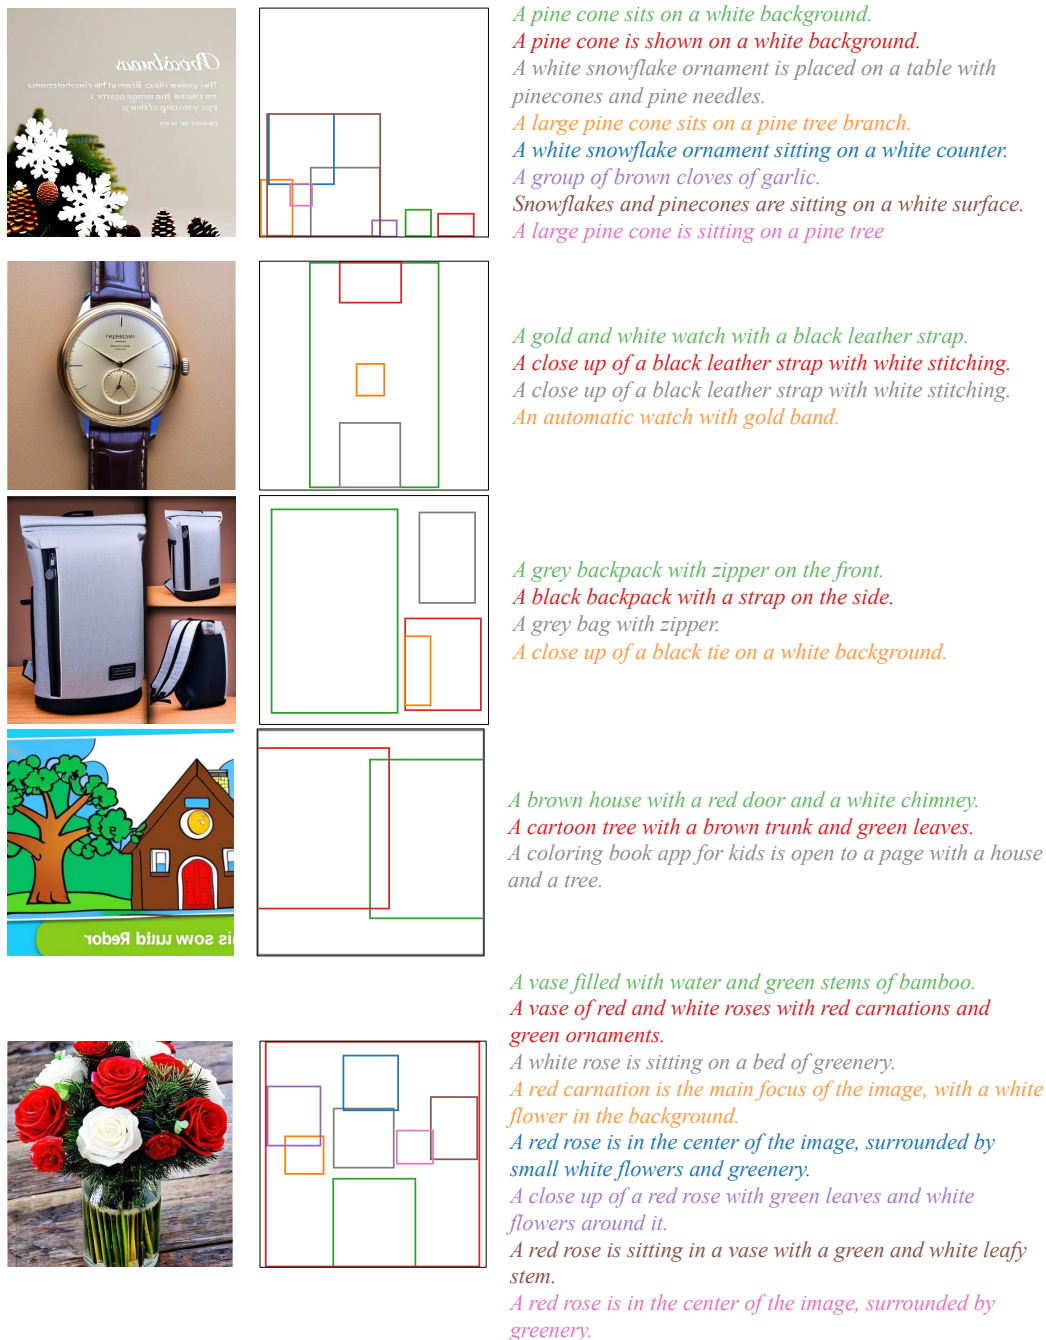 A pine cone sits on a white background.
A pine cone is shown on a white background.
A white snowflake ornament is placed on a table with
pinecones and pine needles.
A large pine cone sits on a pine tree branch.
A white snowflake ornament sitting on a white counter.
A group of brown cloves of garlic.
Snowflakes and pinecones are sitting on a white surface.
A large pine cone is sitting on a pine tree
A gold and white watch with a black leather strap.
A close up of a black leather strap with white stitching.
A close up of a black leather strap with white stitching.
An automatic watch with gold band.
A grey backpack with zipper on the front.
A black backpack with a strap on the side.
A grey bag with zipper.
A close up of a black tie on a white background.
A brown house with a red door and a white chimney.
A cartoon tree with a brown trunk and green leaves.
A coloring book app for kids is open to a page with a house
and a tree.
A vase filled with water and green stems of bamboo.
A vase of red and white roses with red carnations and
green ornaments.
A white rose is sitting on a bed of greenery.
A red carnation is the main focus of the image, with a white
flower in the background.
A red rose is in the center of the image, surrounded by
small white flowers and greenery.
A close up of a red rose with green leaves and white
flowers around it.
A red rose is sitting in a vase with a green and white leafy
stem.
A red rose is in the center of the image, surrounded by
greenery.